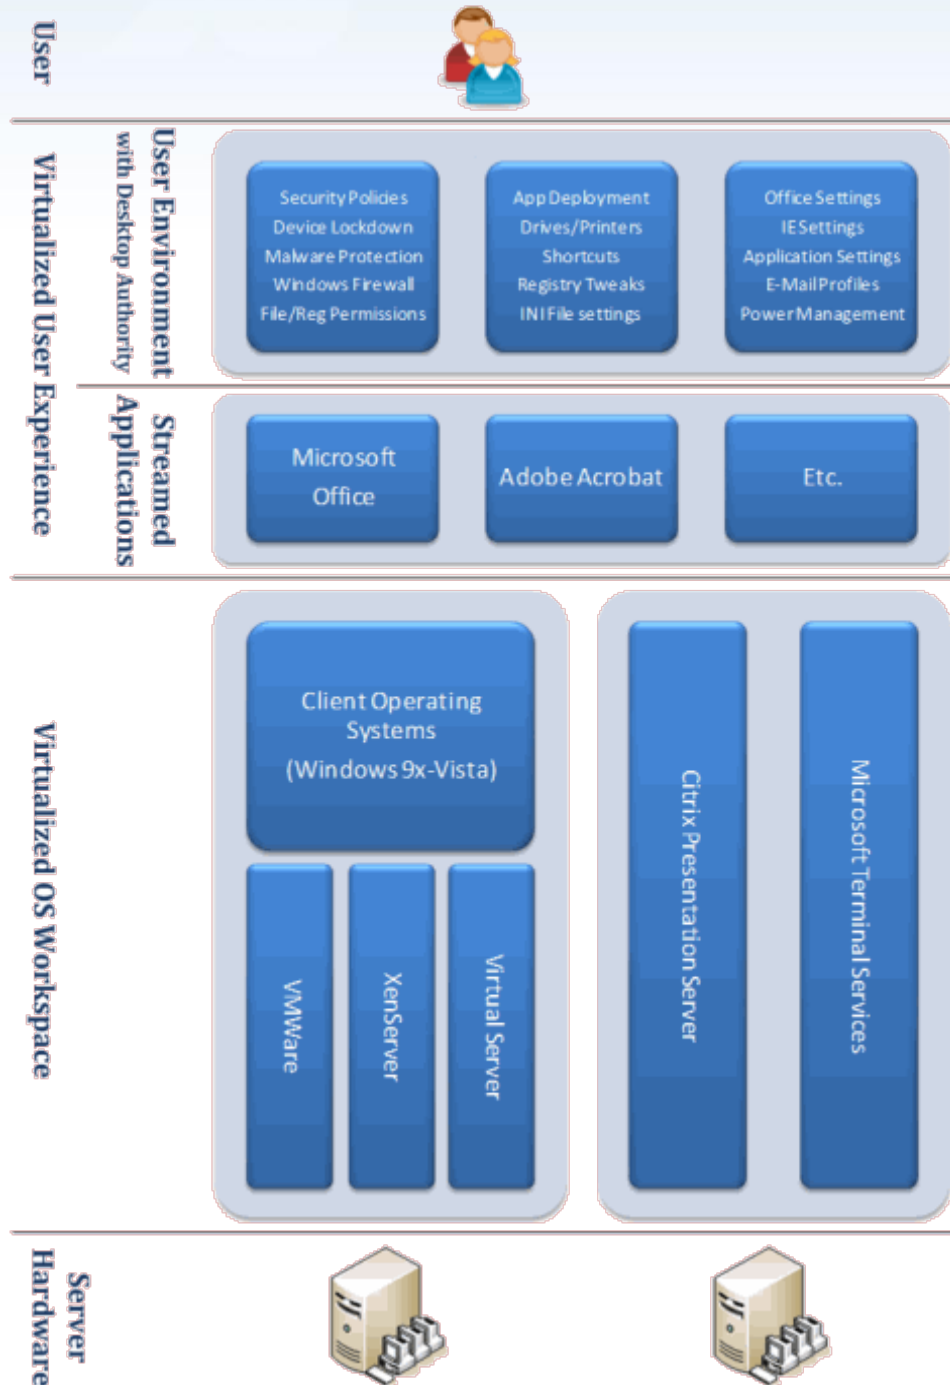 User
Virtualized User Experience
User Environment
with Desktop Authority
Security Policies
Device Lockdown
Malware Protection
Windows Firewall
File/Reg Permissions
App Deployment
Drives/Printers
Shortcuts
Registry Tweaks
INI File settings
Office Settings
IE Settings
Application Settings
E-Mail Profiles
Power Management
Streamed
Applications
Microsoft
Office
Adobe Acrobat
Etc.
Virtualized OS Workspace
Client Operating
Systems
(Windows 9x-Vista)
VMWare
XenServer
Virtual Server
Citrix Presentation Server
Microsoft Terminal Services
Server
Hardware